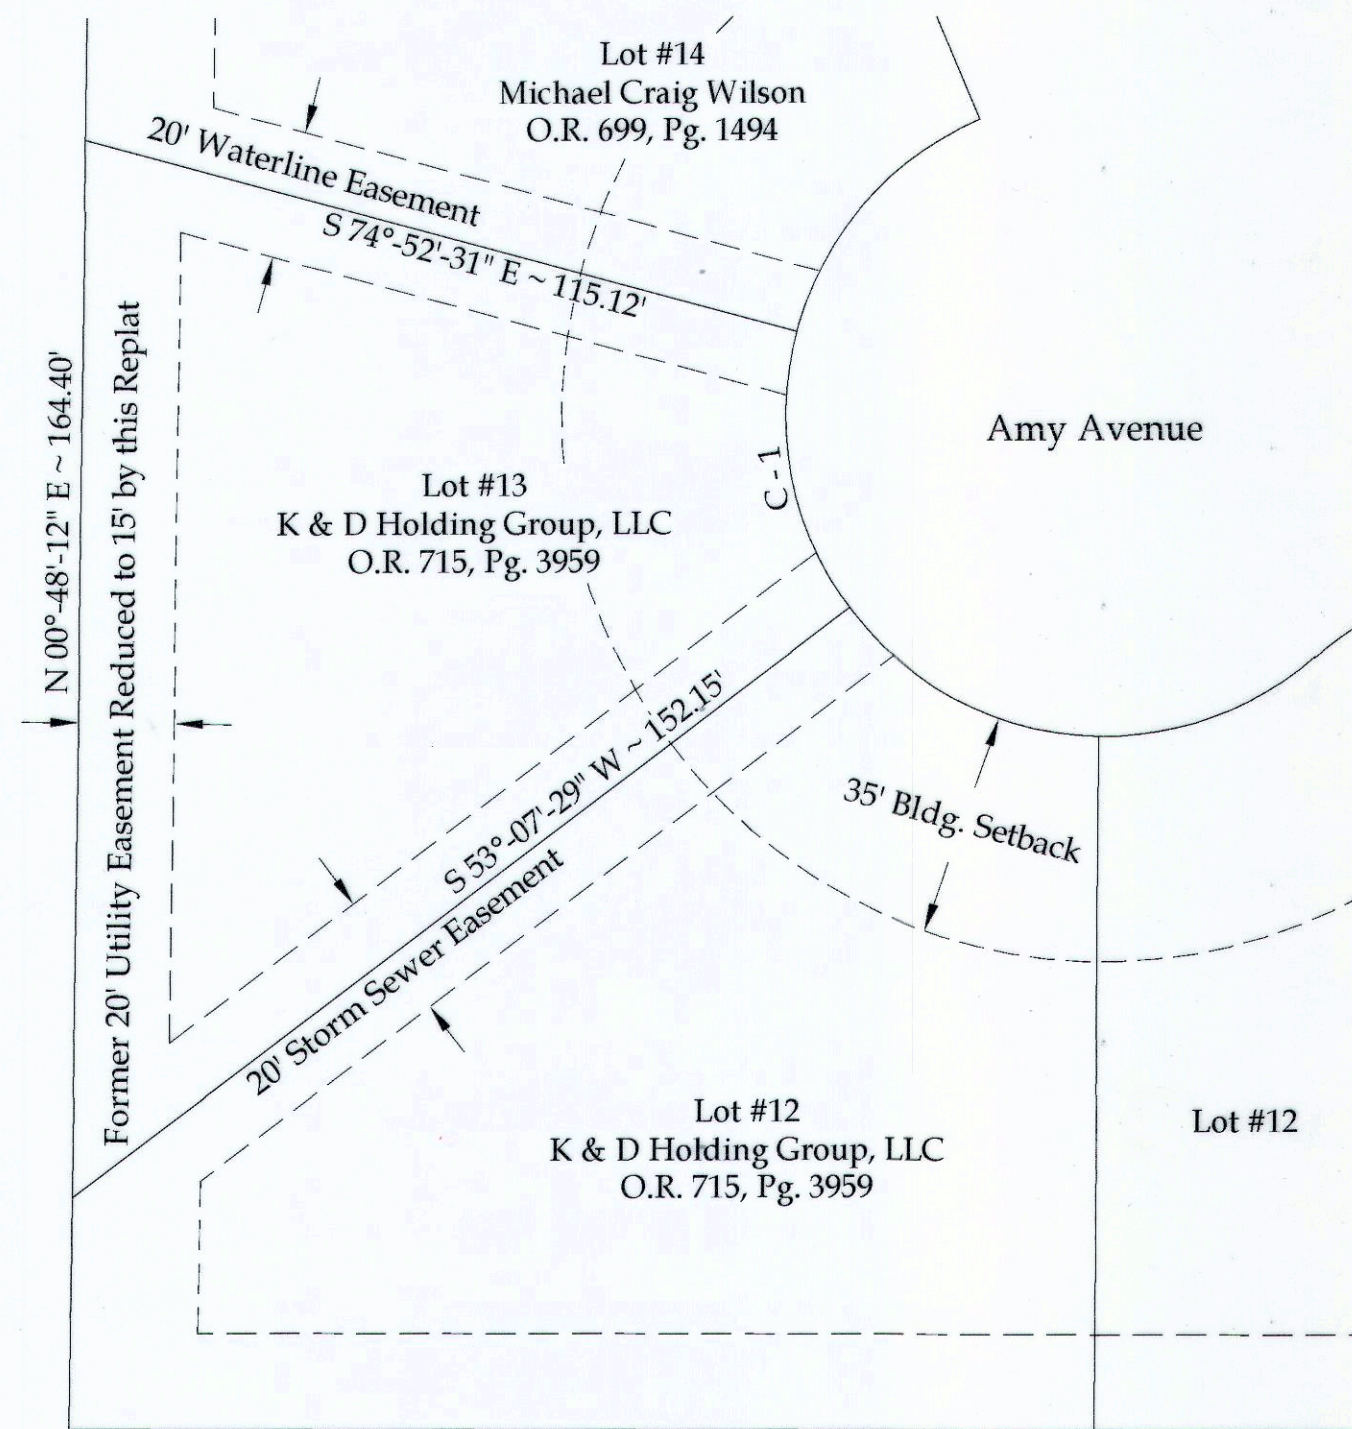 Lot #14
Michael Craig Wilson
O.R. 699, Pg. 1494
20' Waterline Easement
S 74°-52'-31" E ~ 115.12'
N 00°-48'-12" E ~ 164.40'
Former 20' Utility Easement Reduced to 15' by this Replat
Amy Avenue
C - 1
Lot #13
K & D Holding Group, LLC
O.R. 715, Pg. 3959
S 53°-07'-29" W ~ 152.15'
20' Storm Sewer Easement
35' Bldg. Setback
Lot #12
K & D Holding Group, LLC
O.R. 715, Pg. 3959
Lot #12